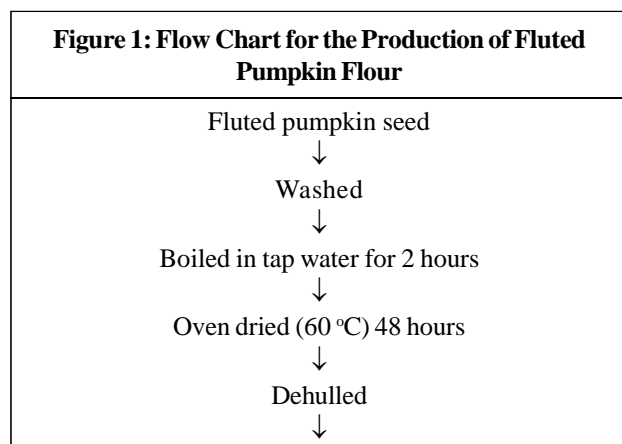 Figure 1: Flow Chart for the Production of Fluted
Pumpkin Flour
Fluted pumpkin seed
↓
Washed
↓
Boiled in tap water for 2 hours
↓
Oven dried (60 °C) 48 hours
↓
Dehulled
↓